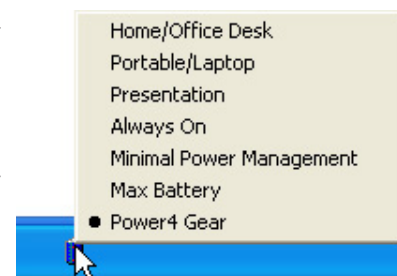 Home/Office Desk
Portable/Laptop
Presentation
Always On
Minimal Power Management
Max Battery
Power4 Gear